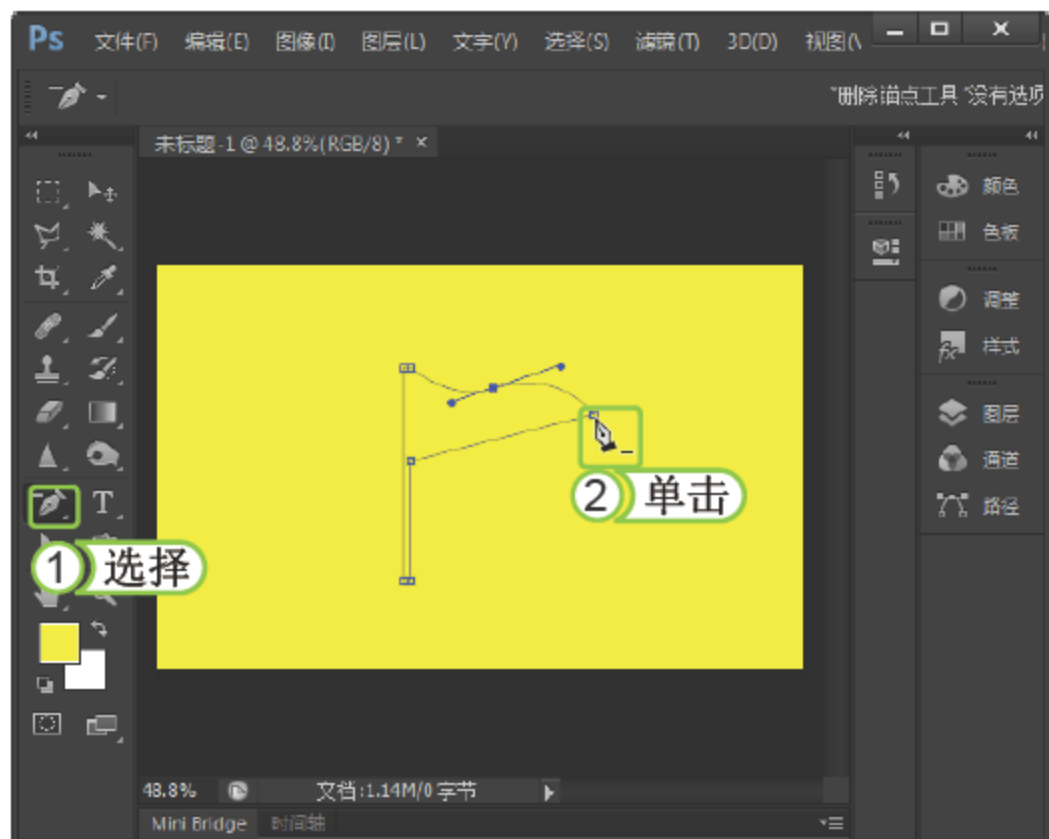 Ps 文件(F) 编辑(E) 图像(I) 图层(L) 文字(Y) 选择(S) 滤镜(T) 3D(D) 视图(V
"删除锚点工具"没有选项
未标题-1 @ 48.8%(RGB/8) * ×
颜色
色板
调整
样式
图层
通道
路径
T
1 选择
2 单击
48.8% 文档:1.14M/0 字节
Mini Bridge 时间轴